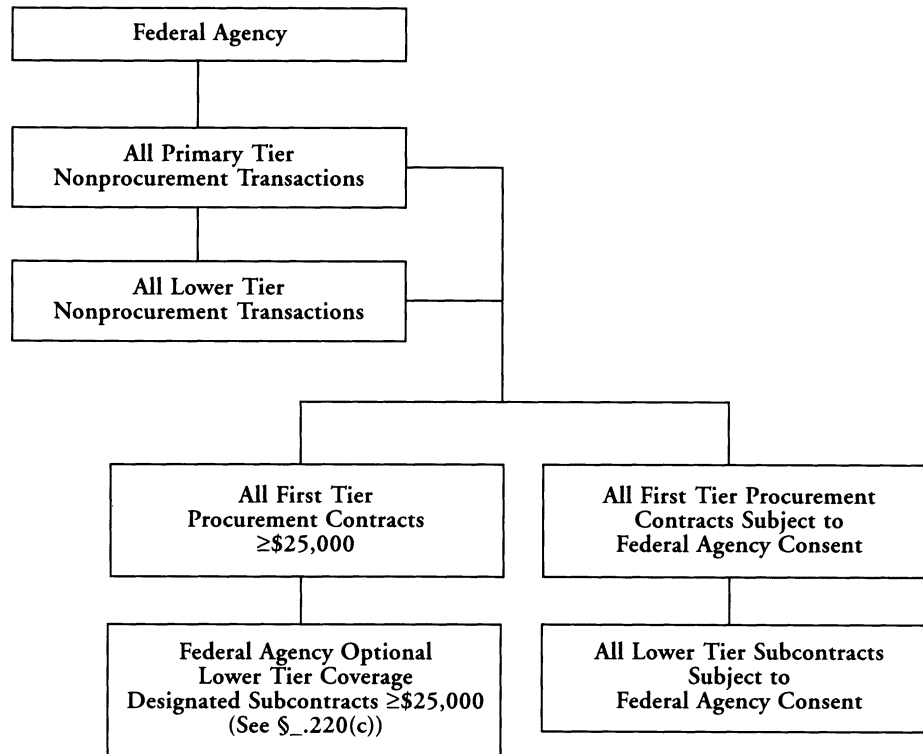 Federal Agency
All Primary Tier
Nonprocurement Transactions
All Lower Tier
Nonprocurement Transactions
All First Tier
Procurement Contracts
≥$25,000
All First Tier Procurement
Contracts Subject to
Federal Agency Consent
Federal Agency Optional
Lower Tier Coverage
Designated Subcontracts ≥$25,000
(See §_.220(c))
All Lower Tier Subcontracts
Subject to
Federal Agency Consent